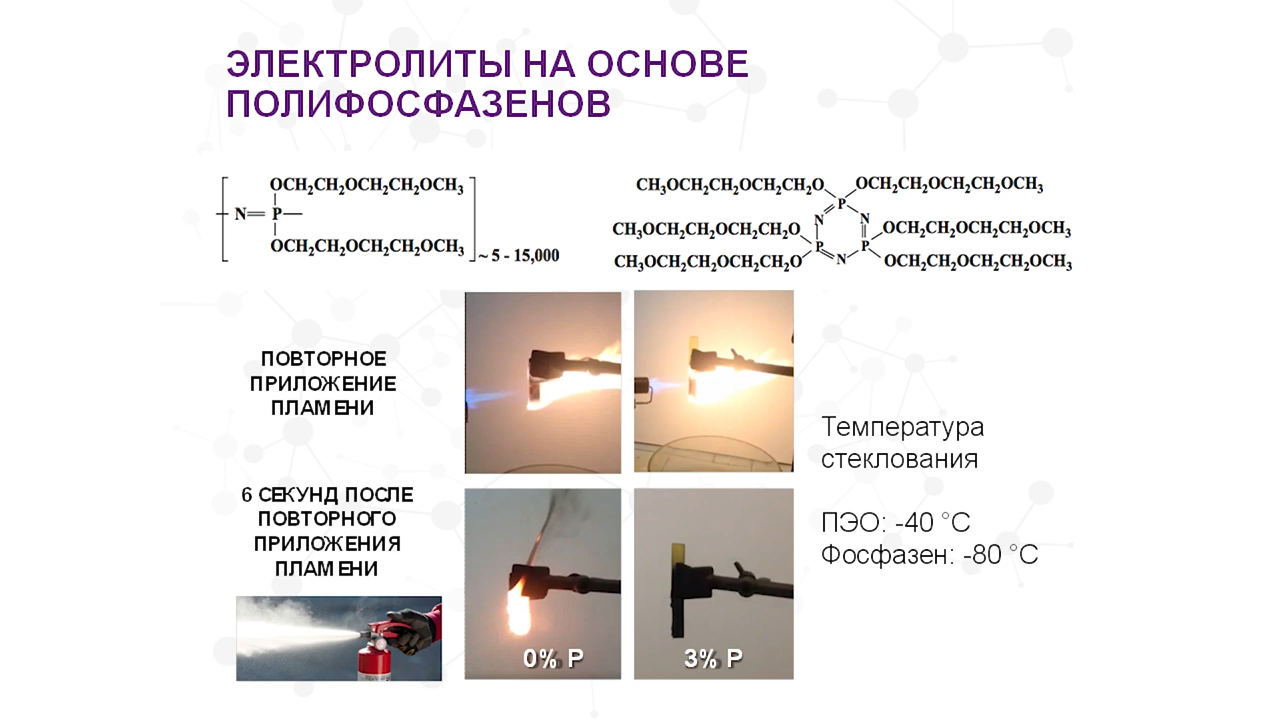 ЭЛЕКТРОЛИТЫ НА ОСНОВЕ
ПОЛИФОСФАЗЕНОВ
OCH₂CH₂OCH₂CH₂OCH₃
N=P—
OCH₂CH₂OCH₂CH₂OCH₃
~ 5 - 15,000
CH₃OCH₂CH₂OCH₂CH₂O
OCH₂CH₂OCH₂CH₂OCH₃
P
N
N
CH₃OCH₂CH₂OCH₂CH₂O
OCH₂CH₂OCH₂CH₂OCH₃
P
P
N
CH₃OCH₂CH₂OCH₂CH₂O
OCH₂CH₂OCH₂CH₂OCH₃
ПОВТОРНОЕ
ПРИЛОЖЕНИЕ
ПЛАМЕНИ
6 СЕКУНД ПОСЛЕ
ПОВТОРНОГО
ПРИЛОЖЕНИЯ
ПЛАМЕНИ
0% P
3% P
Температура
стеклования
ПЭО: -40 °C
Фосфазен: -80 °C